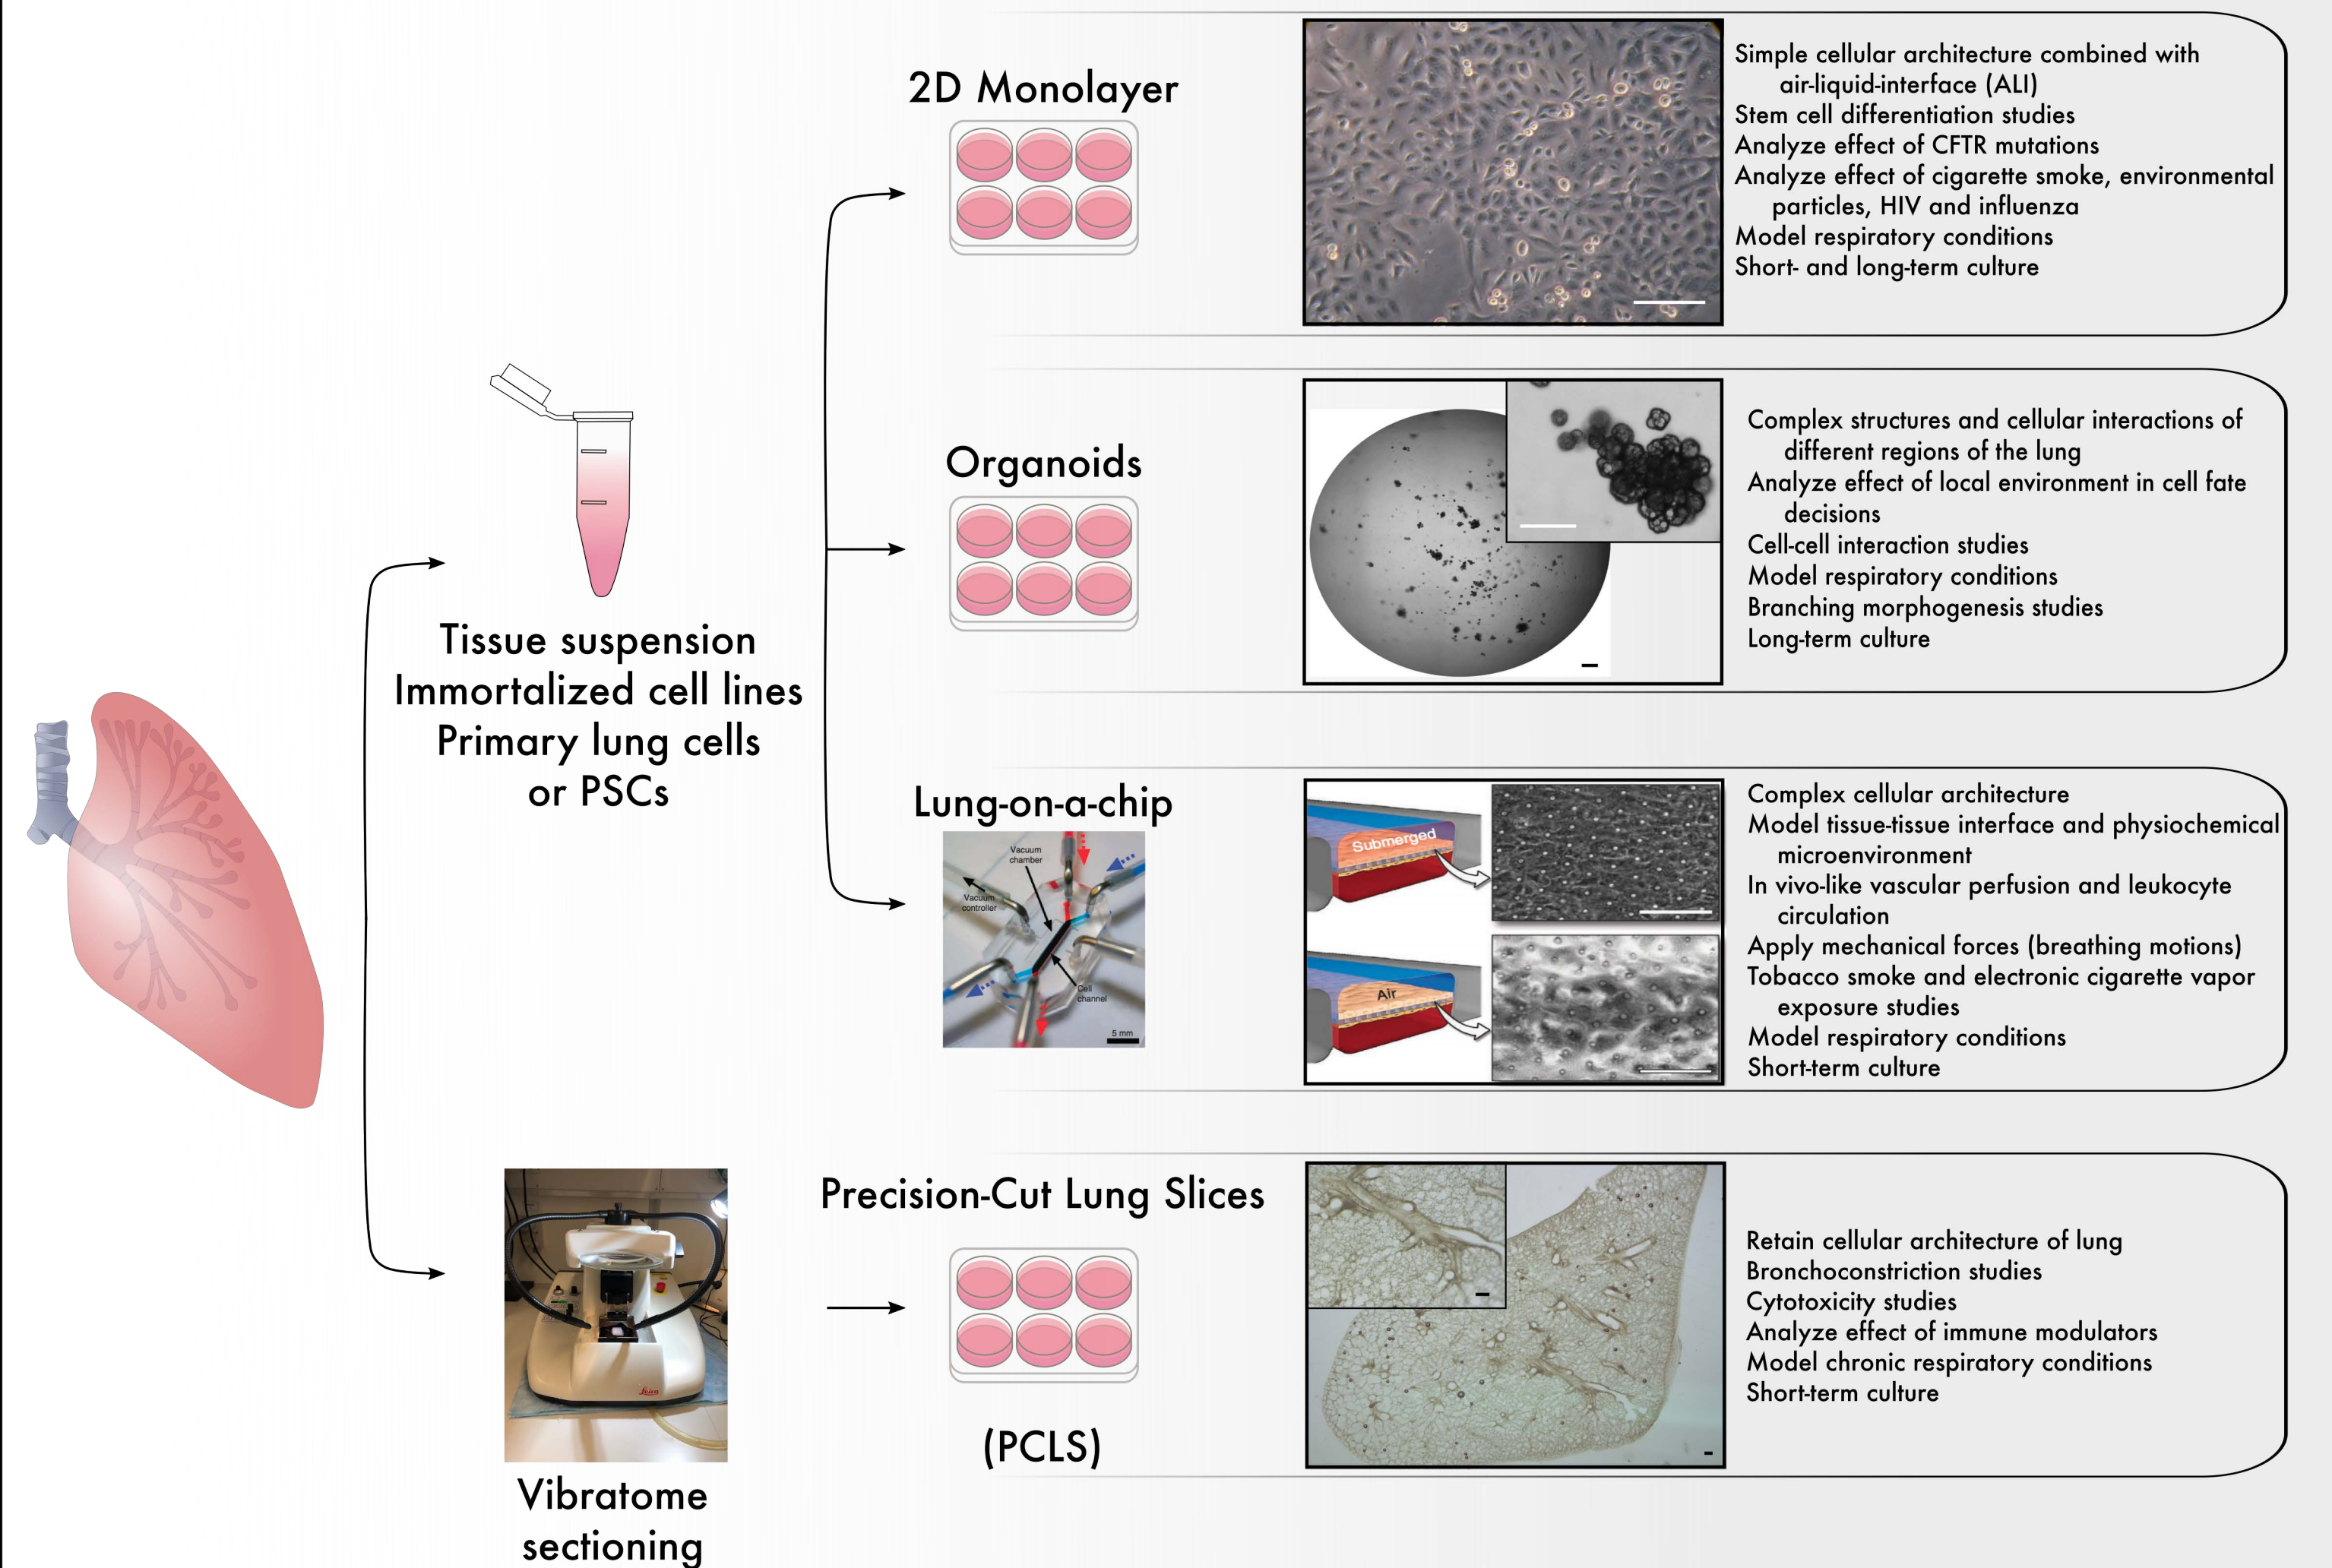 2D Monolayer
Simple cellular architecture combined with
air-liquid-interface (ALI)
Stem cell differentiation studies
Analyze effect of CFTR mutations
Analyze effect of cigarette smoke, environmental
particles, HIV and influenza
Model respiratory conditions
Short- and long-term culture
Tissue suspension
Immortalized cell lines
Primary lung cells
or PSCs
Organoids
Complex structures and cellular interactions of
different regions of the lung
Analyze effect of local environment in cell fate
decisions
Cell-cell interaction studies
Model respiratory conditions
Branching morphogenesis studies
Long-term culture
Lung-on-a-chip
Vacuum
chamber
Vacuum
controller
Cell
channel
5 mm
Submerged
Air
Complex cellular architecture
Model tissue-tissue interface and physiochemical
microenvironment
In vivo-like vascular perfusion and leukocyte
circulation
Apply mechanical forces (breathing motions)
Tobacco smoke and electronic cigarette vapor
exposure studies
Model respiratory conditions
Short-term culture
Leica
Vibratome
sectioning
Precision-Cut Lung Slices
(PCLS)
Retain cellular architecture of lung
Bronchoconstriction studies
Cytotoxicity studies
Analyze effect of immune modulators
Model chronic respiratory conditions
Short-term culture